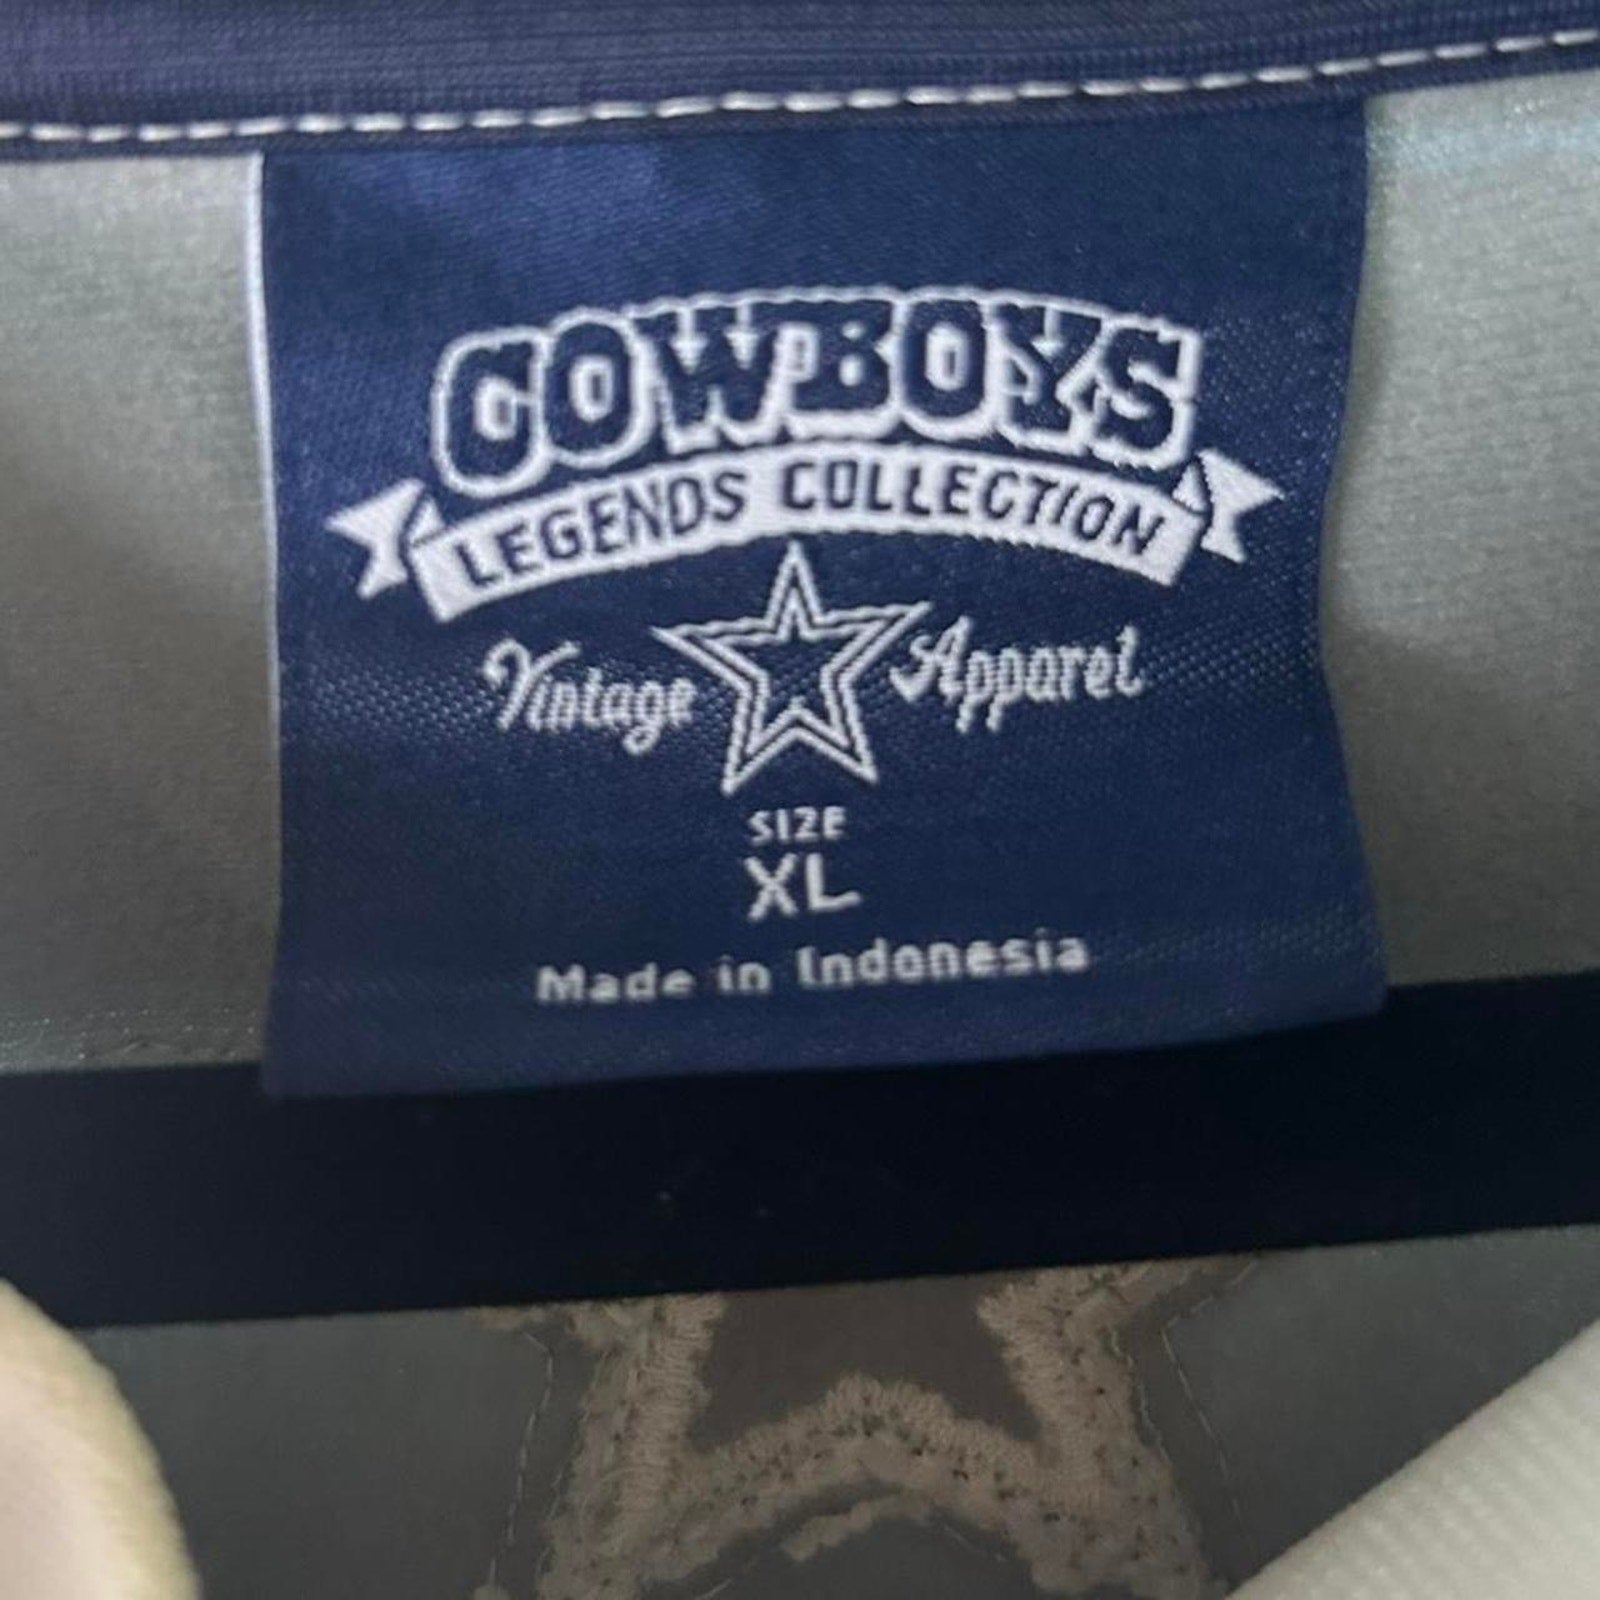 COWBOYS
LEGENDS COLLECTION
Vintage Apparel
SIZE
XL
Made in Indonesia